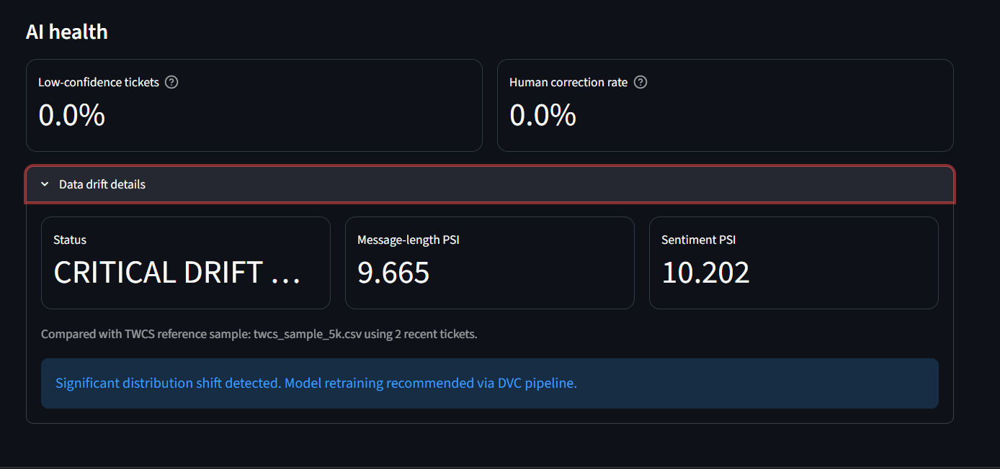 AI health
Low-confidence tickets
Human correction rate
0.0%
0.0%
Data drift details
Status
Message-length PSI
Sentiment PSI
CRITICAL DRIFT ...
9.665
10.202
Compared with TWCS reference sample: twcs_sample_5k.csv using 2 recent tickets.
Significant distribution shift detected. Model retraining recommended via DVC pipeline.